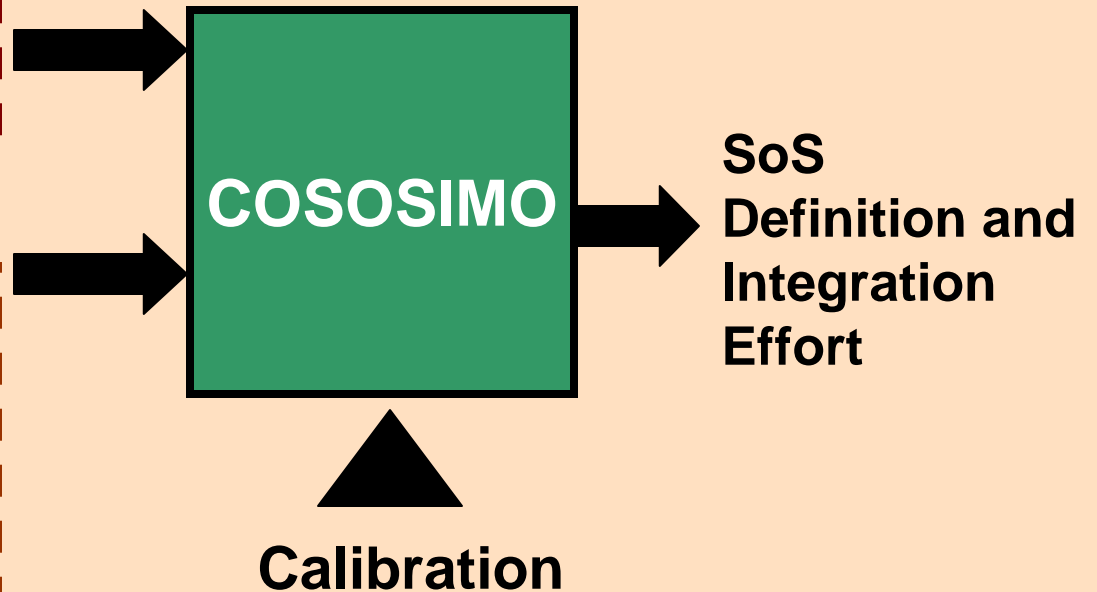 COSOSIMO
SoS
Definition and
Integration
Effort
Calibration